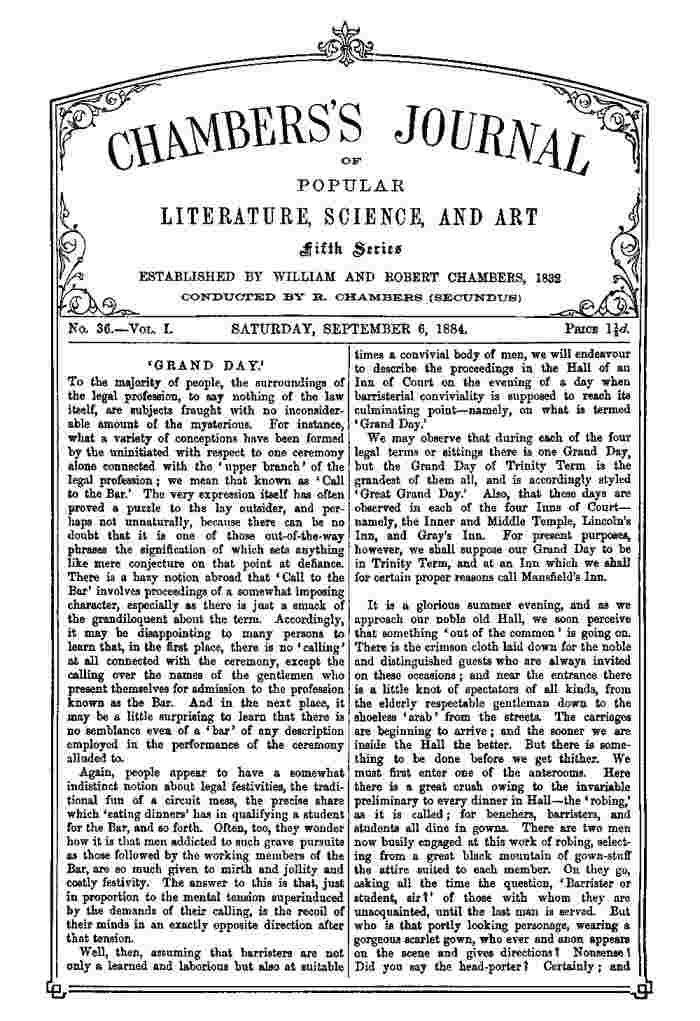 CHAMBERS'S JOURNAL
OF
POPULAR
LITERATURE, SCIENCE, AND ART
Fifth Series
ESTABLISHED BY WILLIAM AND ROBERT CHAMBERS, 1832
CONDUCTED BY R. CHAMBERS (SECUNDUS)
No. 36.—Vol. I.
SATURDAY, SEPTEMBER 6, 1884.
Price 1½d.
'GRAND DAY.'
To the majority of people, the surroundings of
the legal profession, to say nothing of the law
itself, are subjects fraught with no inconsider-
able amount of the mysterious. For instance,
what a variety of conceptions have been formed
by the uninitiated with respect to one ceremony
alone connected with the 'upper branch' of the
legal profession; we mean that known as 'Call
to the Bar.' The very expression itself has often
proved a puzzle to the lay outsider, and per-
haps not unnaturally, because there can be no
doubt that it is one of those out-of-the-way
phrases the signification of which sets anything
like mere conjecture on that point at defiance.
There is a hazy notion abroad that 'Call to the
Bar' involves proceedings of a somewhat imposing
character, especially as there is just a smack of
the grandiloquent about the term. Accordingly,
it may be disappointing to many persons to
learn that, in the first place, there is no 'calling'
at all connected with the ceremony, except the
calling over the names of the gentlemen who
present themselves for admission to the profession
known as the Bar. And in the next place, it
may be a little surprising to learn that there is
no semblance even of a 'bar' of any description
employed in the performance of the ceremony
alluded to.
Again, people appear to have a somewhat
indistinct notion about legal festivities, the tradi-
tional fun of a circuit mess, the precise share
which 'eating dinners' has in qualifying a student
for the Bar, and so forth. Often, too, they wonder
how it is that men addicted to such grave pursuits
as those followed by the working members of the
Bar, are so much given to mirth and jollity and
costly festivity. The answer to this is that, just
in proportion to the mental tension superinduced
by the demands of their calling, is the recoil of
their minds in an exactly opposite direction after
that tension.
Well, then, assuming that barristers are not
only a learned and laborious but also at suitable
times a convivial body of men, we will endeavour
to describe the proceedings in the Hall of an
Inn of Court on the evening of a day when
barristerial conviviality is supposed to reach its
culminating point—namely, on what is termed
'Grand Day.'
We may observe that during each of the four
legal terms or sittings there is one Grand Day,
but the Grand Day of Trinity Term is the
grandest of them all, and is accordingly styled
'Great Grand Day.' Also, that these days are
observed in each of the four Inns of Court—
namely, the Inner and Middle Temple, Lincoln's
Inn, and Gray's Inn. For present purposes,
however, we shall suppose our Grand Day to be
in Trinity Term, and at an Inn which we shall
for certain proper reasons call Mansfield's Inn.
It is a glorious summer evening, and as we
approach our noble old Hall, we soon perceive
that something 'out of the common' is going on.
There is the crimson cloth laid down for the noble
and distinguished guests who are always invited
on these occasions; and near the entrance there
is a little knot of spectators of all kinds, from
the elderly respectable gentleman down to the
shoeless 'arab' from the streets. The carriages
are beginning to arrive; and the sooner we are
inside the Hall the better. But there is some-
thing to be done before we get thither. We
must first enter one of the anterooms. Here
there is a great crush owing to the invariable
preliminary to every dinner in Hall—the 'robing,'
as it is called; for benchers, barristers, and
students all dine in gowns. There are two men
now busily engaged at this work of robing, select-
ing from a great black mountain of gown-stuff
the attire suited to each member. On they go,
asking all the time the question, 'Barrister or
student, sir?' of those with whom they are
unacquainted, until the last man is served. But
who is that portly looking personage, wearing a
gorgeous scarlet gown, who ever and anon appears
on the scene and gives directions? Nonsense!
Did you say the head-porter? Certainly; and